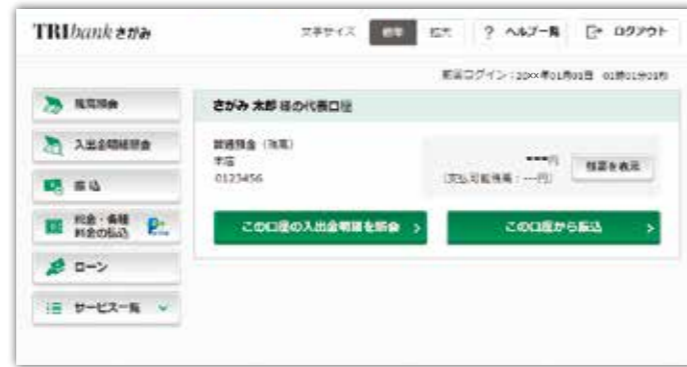 TRIbank さがみ
文字サイズ 標準 拡大 ? ヘルプ一覧 ログアウト
前回ログイン：20XX年01月01日 01時01分01秒
残高照会
入出金明細照会
振込
税金・各種
料金の払込
ローン
サービス一覧
さがみ 太郎 様の代表口座
普通預金（残高）
本店
0123456
***円
（支払可能残高：---円）
残高を表示
この口座の入出金明細を照会 >
この口座から振込 >